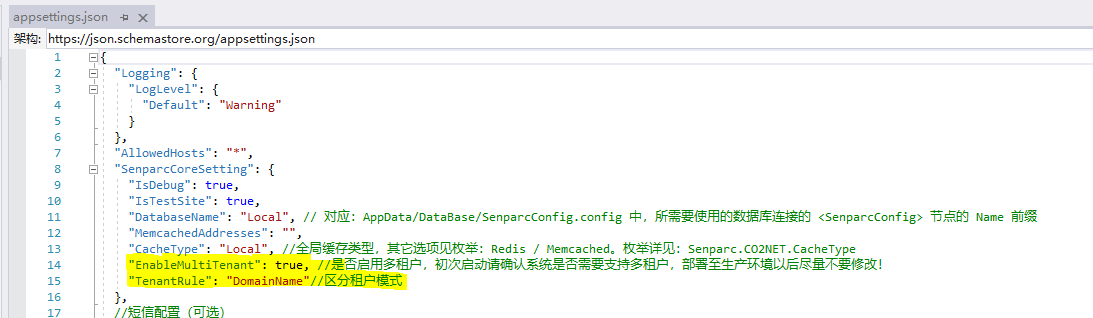 appsettings.json
架构: https://json.schemastore.org/appsettings.json
1 {
2 "Logging": {
3 "LogLevel": {
4 "Default": "Warning"
5 }
6 },
7 "AllowedHosts": "*",
8 "SenparcCoreSetting": {
9 "IsDebug": true,
10 "IsTestSite": true,
11 "DatabaseName": "Local", // 对应: AppData/DataBase/SenparcConfig.config 中，所需要使用的数据库连接的 <SenparcConfig> 节点的 Name 前缀
12 "MemcachedAddresses": "",
13 "CacheType": "Local", //全局缓存类型，其它选项见枚举: Redis / Memcached。枚举详见: Senparc.CO2NET.CacheType
14 "EnableMultiTenant": true, //是否启用多租户，初次启动请确认系统是否需要支持多租户，部署至生产环境以后尽量不要修改!
15 "TenantRule": "DomainName"//区分租户模式
16 },
17 //短信配置（可选）